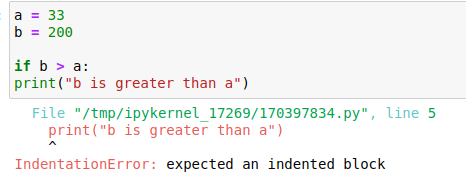 a = 33
b = 200
if b > a:
print("b is greater than a")
File "/tmp/ipykernel_17269/170397834.py", line 5
print("b is greater than a")
^
IndentationError: expected an indented block